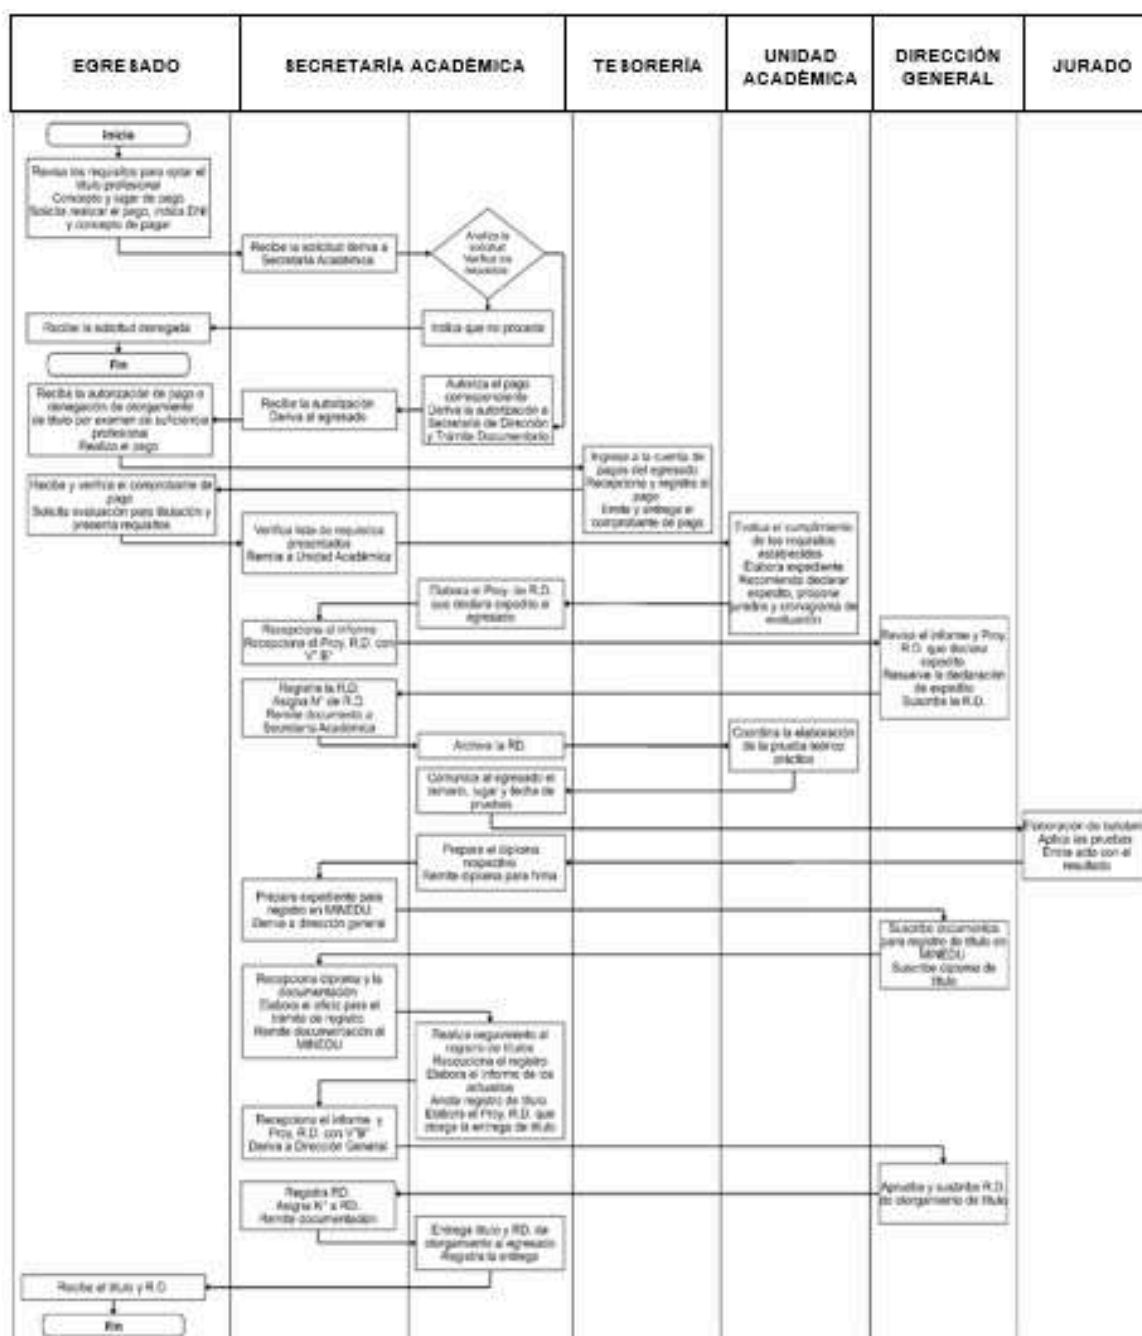 EGRESADO
SECRETARÍA ACADÉMICA
TESORERÍA
UNIDAD
ACADÉMICA
DIRECCIÓN
GENERAL
JURADO
Inicio
Revisa los requisitos para optar el
título profesional
Concepto y lugar de pago
Solicita realizar el pago, indica DNI
y concepto de pagar
Recibe la solicitud deriva a
Secretaría Académica
Analiza la
solicitud
Verifica los
requisitos
Recibe la solicitud denegada
Indica que no procede
Fin
Recibe la autorización de pago o
denegación de otorgamiento
de título por examen de suficiencia
profesional
Realiza el pago
Recibe la autorización
Deriva al egresado
Autoriza el pago
correspondiente
Deriva la autorización a
Secretaría de Dirección
y Trámite Documentario
Ingresa a la cuenta de
pagos del egresado
Recepciona y registra el
pago
Emite y entrega el
comprobante de pago
Recibe y verifica el comprobante de
pago
Solicita evaluación para titulación y
presenta requisitos
Verifica lista de requisitos
presentados
Remite a Unidad Académica
Evalúa el cumplimiento
de los requisitos
establecidos
Elabora expediente
Recomienda declarar
expedito, propone
jurados y cronograma de
evaluación
Elabora el Proy. de R.D.
que declara expedito al
egresado
Recepciona el informe
Recepciona el Proy. R.D. con
V°B°
Revisa el informe y Proy.
R.D. que declara
expedito
Resuelve la declaración
de expedito
Suscribe la R.D.
Registra la R.D.
Asigna N° de R.D.
Remite documento a
Secretaría Académica
Archiva la RD.
Coordina la elaboración
de la prueba teórico
práctico
Comunica al egresado el
temario, lugar y fecha de
pruebas
Elaboración de
Aplica las pruebas
Emite acta con el
resultado
Prepara el diploma
respectivo
Remite diploma para firma
Prepara expediente para
registro en MINEDU
Deriva a dirección general
Suscribe documentos
para registro de título en
MINEDU
Suscribe diploma de
título
Recepciona diploma y la
documentación
Elabora el oficio para el
trámite de registro
Remite documentación al
MINEDU
Realiza seguimiento al
registro de títulos
Recepciona el registro
Elabora el informe de los
actuados
Anota registro de título
Elabora el Proy. R.D. que
otorga la entrega de título
Recepciona el informe y
Proy. R.D. con V°B°
Deriva a Dirección General
Aprueba y suscribe R.D.
de otorgamiento de título
Registra RD.
Asigna N° a RD.
Remite documentación
Entrega título y RD. de
otorgamiento al egresado
Registra la entrega
Recibe el título y R.D.
Fin